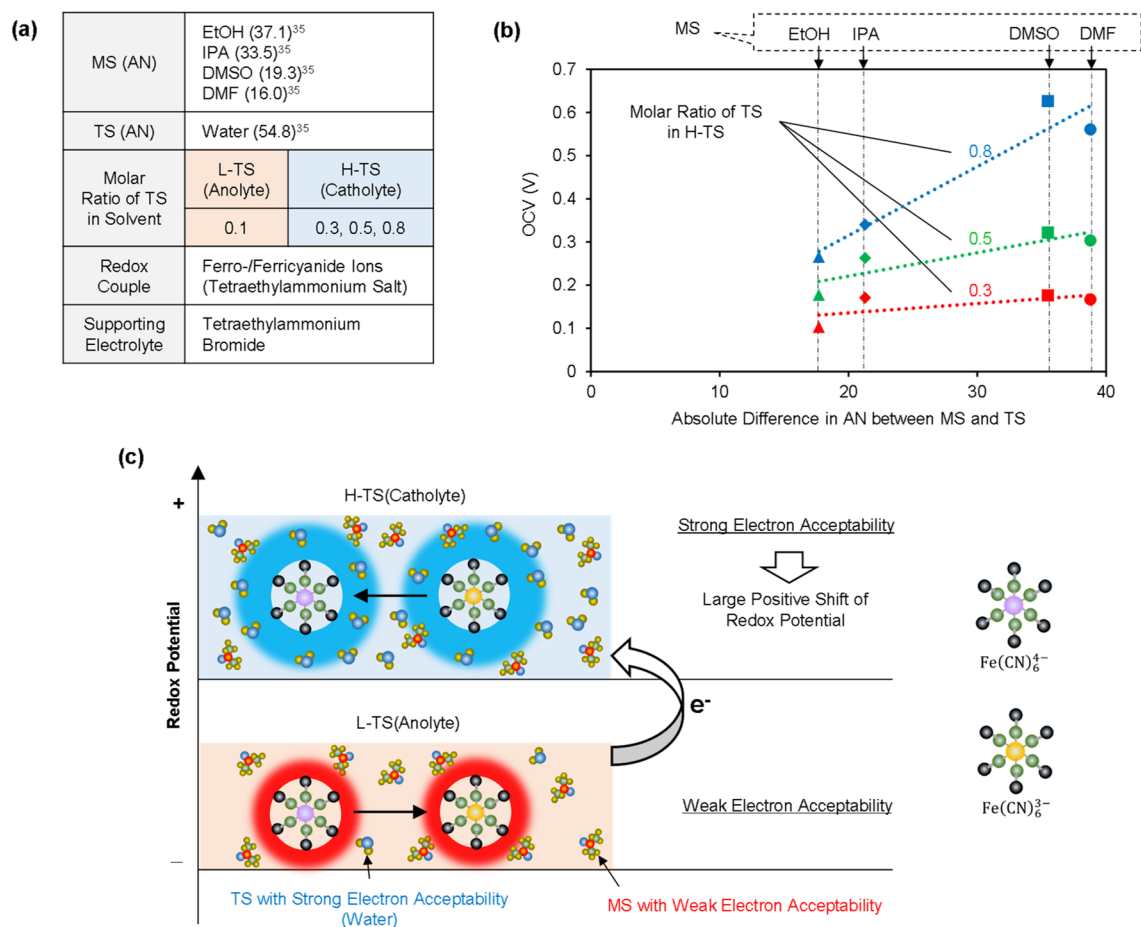 (a)
MS (AN)
EtOH (37.1)35
IPA (33.5)35
DMSO (19.3)35
DMF (16.0)35
TS (AN)
Water (54.8)35
Molar
Ratio of TS
in Solvent
L-TS
(Anolyte)
H-TS
(Catholyte)
0.1
0.3, 0.5, 0.8
Redox
Couple
Ferro-/Ferricyanide Ions
(Tetraethylammonium Salt)
Supporting
Electrolyte
Tetraethylammonium
Bromide
(b)
MS
EtOH
IPA
DMSO
DMF
0.7
0.6
0.5
0.4
0.3
0.2
0.1
0
OCV (V)
Molar Ratio of TS
in H-TS
0.8
0.5
0.3
0
10
20
30
40
Absolute Difference in AN between MS and TS
(c)
Redox Potential
+
H-TS(Catholyte)
Strong Electron Acceptability
Large Positive Shift of
Redox Potential
Fe(CN)6 4−
e-
L-TS(Anolyte)
Weak Electron Acceptability
Fe(CN)6 3−
−
TS with Strong Electron Acceptability
(Water)
MS with Weak Electron Acceptability